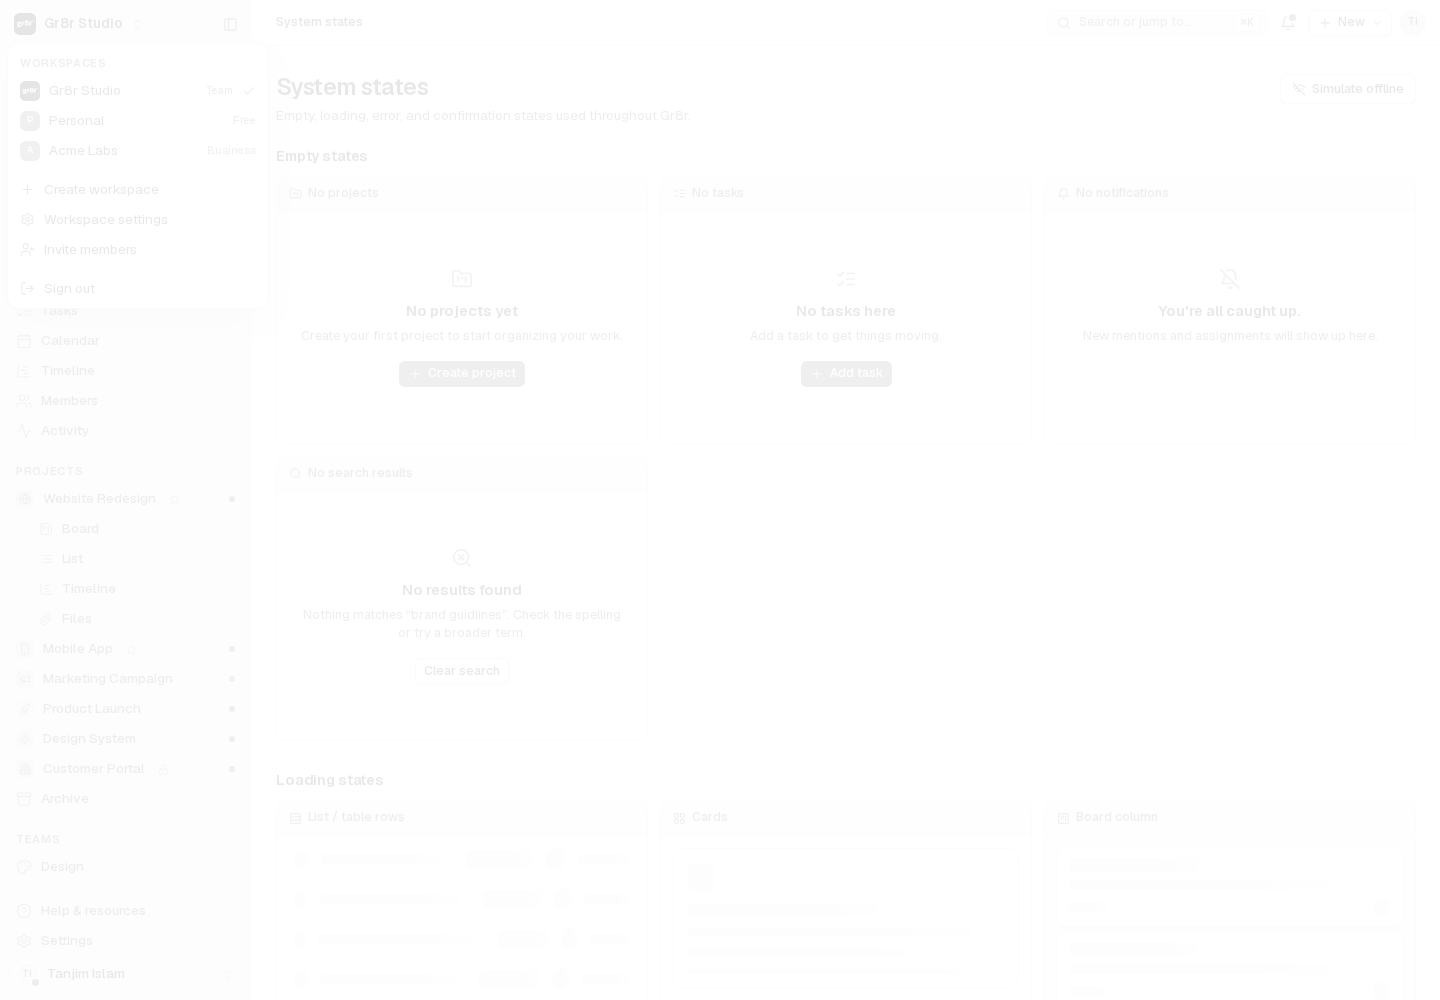 gr8r Gr8r Studio
WORKSPACES
gr8r Gr8r Studio Team
P Personal Free
A Acme Labs Business
Create workspace
Workspace settings
Invite members
Sign out
Tasks
Calendar
Timeline
Members
Activity
PROJECTS
Website Redesign
Board
List
Timeline
Files
Mobile App
Marketing Campaign
Product Launch
Design System
Customer Portal
Archive
TEAMS
Design
Help & resources
Settings
TI Tanjim Islam
System states
Search or jump to... ⌘K
New
TI
System states
Simulate offline
Empty, loading, error, and confirmation states used throughout Gr8r.
Empty states
No projects
No projects yet
Create your first project to start organizing your work.
Create project
No tasks
No tasks here
Add a task to get things moving.
Add task
No notifications
You're all caught up.
New mentions and assignments will show up here.
No search results
No results found
Nothing matches "brand guidlines". Check the spelling
or try a broader term.
Clear search
Loading states
List / table rows
Cards
Board column